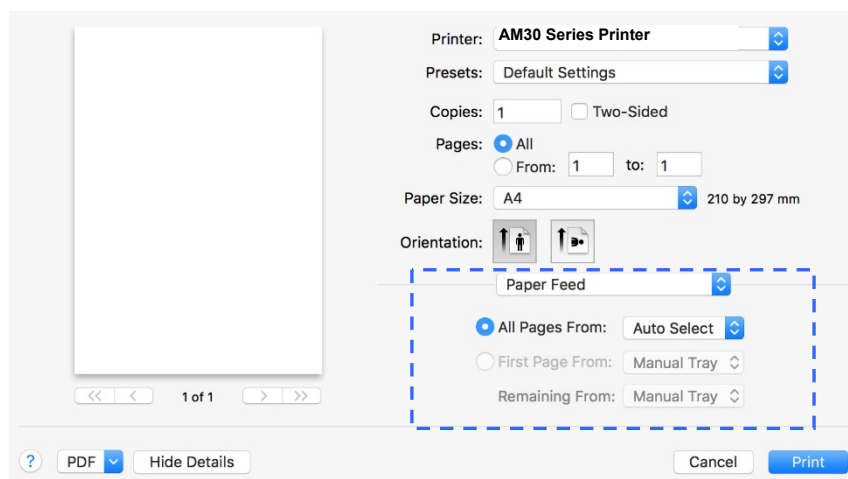 Printer: AM30 Series Printer
Presets: Default Settings
Copies: 1 Two-Sided
Pages: All
From: 1 to: 1
Paper Size: A4 210 by 297 mm
Orientation:
Paper Feed
All Pages From: Auto Select
First Page From: Manual Tray
Remaining From: Manual Tray
<< < 1 of 1 > >>
? PDF Hide Details Cancel Print